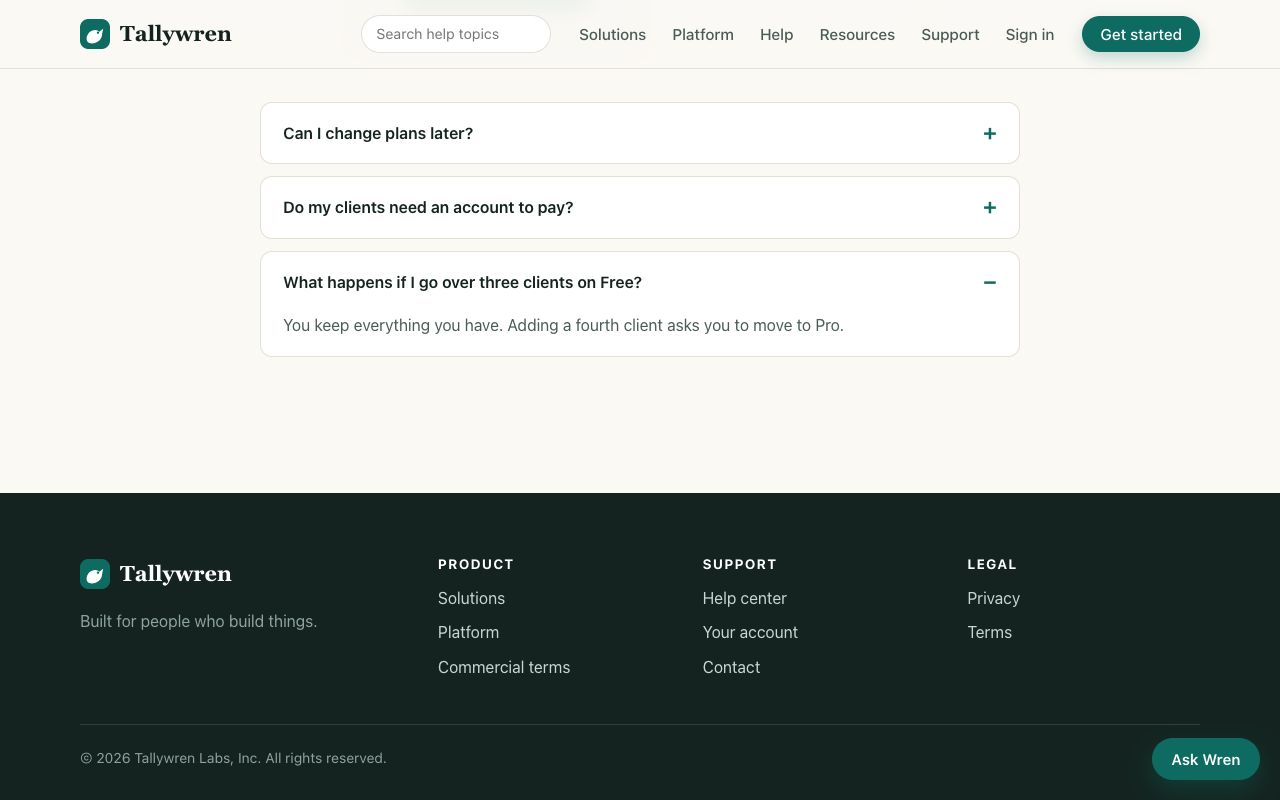 Tallywren
Search help topics
Solutions
Platform
Help
Resources
Support
Sign in
Get started
Can I change plans later?
+
Do my clients need an account to pay?
+
What happens if I go over three clients on Free?
−
You keep everything you have. Adding a fourth client asks you to move to Pro.
Tallywren
Built for people who build things.
PRODUCT
Solutions
Platform
Commercial terms
SUPPORT
Help center
Your account
Contact
LEGAL
Privacy
Terms
© 2026 Tallywren Labs, Inc. All rights reserved.
Ask Wren